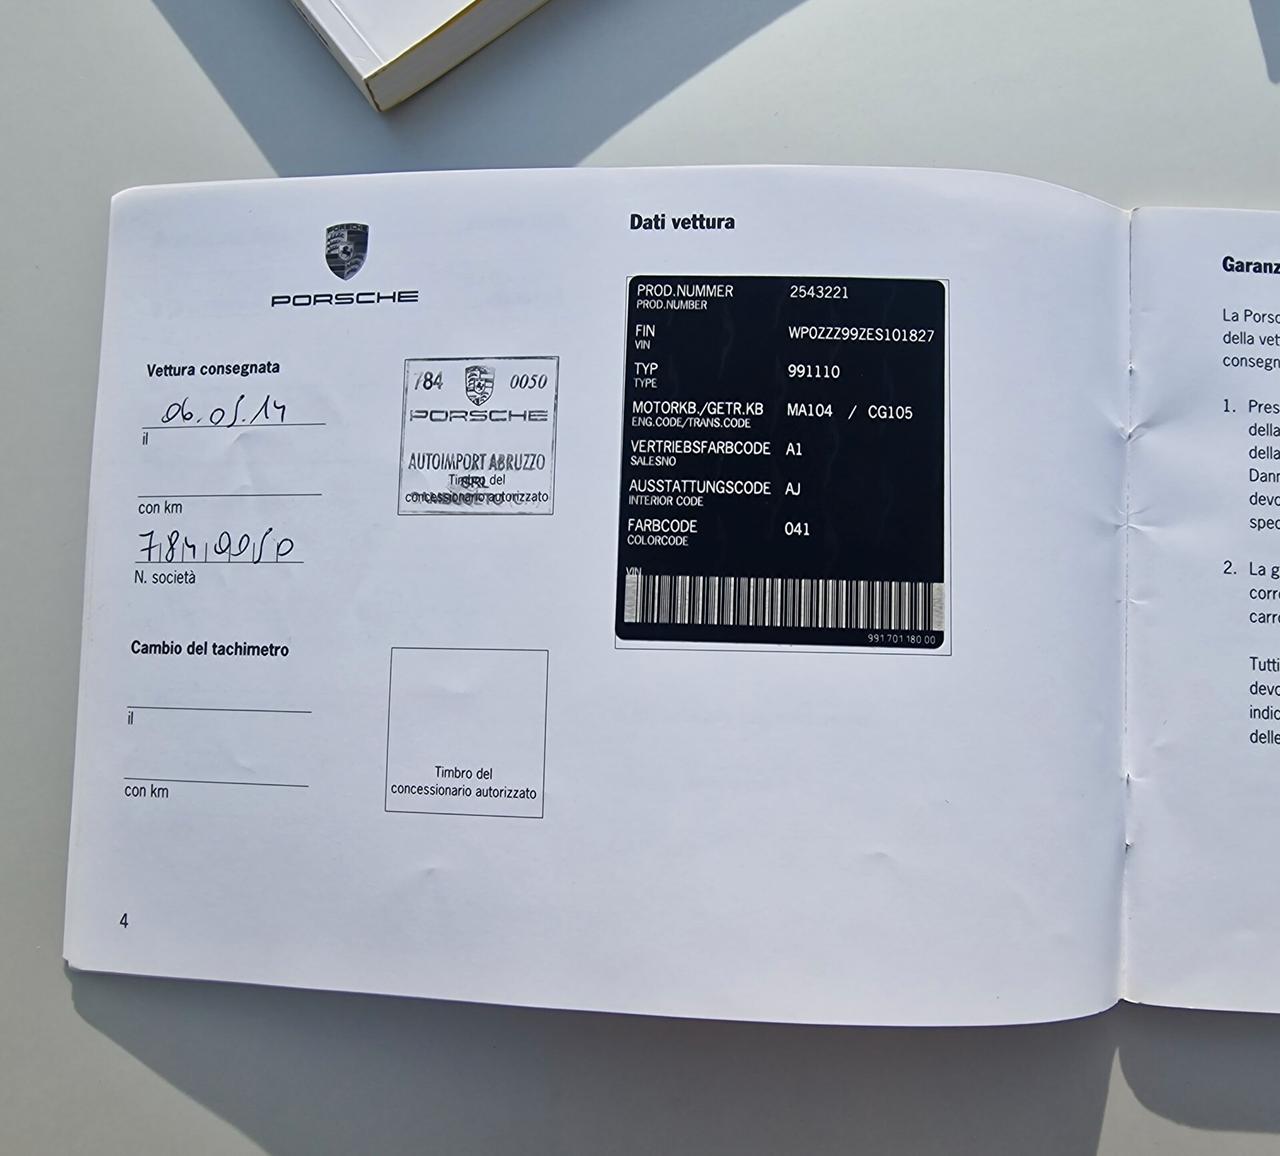 PORSCHE
Vettura consegnata
06.05.14
il
con km
7840050
N. società
784 0050
PORSCHE
AUTOIMPORT ABRUZZO
SRL
Timbro del
concessionario autorizzato
Cambio del tachimetro
il
con km
Timbro del
concessionario autorizzato
4
Dati vettura
PROD.NUMMER 2543221
PROD.NUMBER
FIN WP0ZZZ99ZES101827
VIN
TYP 991110
TYPE
MOTORKB./GETR.KB MA104 / CG105
ENG.CODE/TRANS.CODE
VERTRIEBSFARBCODE A1
SALESNO
AUSSTATTUNGSCODE AJ
INTERIOR CODE
FARBCODE 041
COLORCODE
VIN
991 701 180 00
Garanz
La Porsc
della vet
consegn
1. Pres
della
della
Dann
devo
spec
2. La g
corr
carro
Tutti
devo
indic
delle